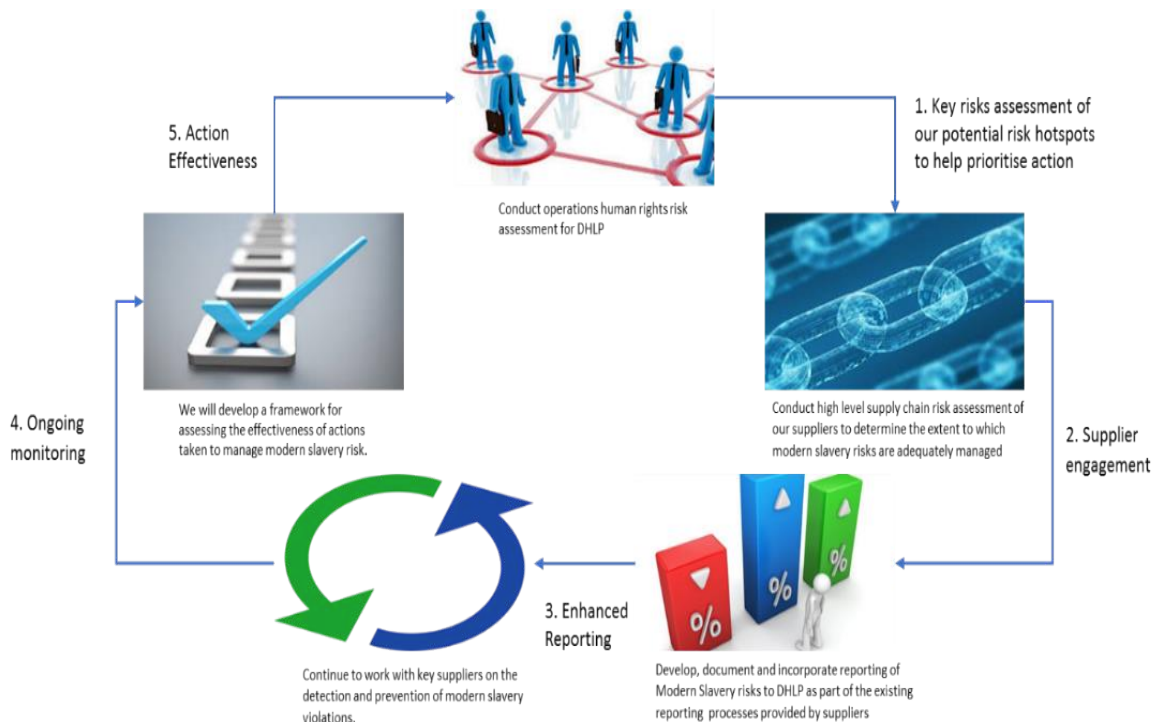 1. Key risks assessment of
our potential risk hotspots
to help prioritise action
5. Action
Effectiveness
Conduct operations human rights risk
assessment for DHLP
4. Ongoing
monitoring
We will develop a framework for
assessing the effectiveness of actions
taken to manage modern slavery risk.
Conduct high level supply chain risk assessment of
our suppliers to determine the extent to which
modern slavery risks are adequately managed
2. Supplier
engagement
%
%
%
3. Enhanced
Reporting
Continue to work with key suppliers on the
detection and prevention of modern slavery
violations.
Develop, document and incorporate reporting of
Modern Slavery risks to DHLP as part of the existing
reporting processes provided by suppliers